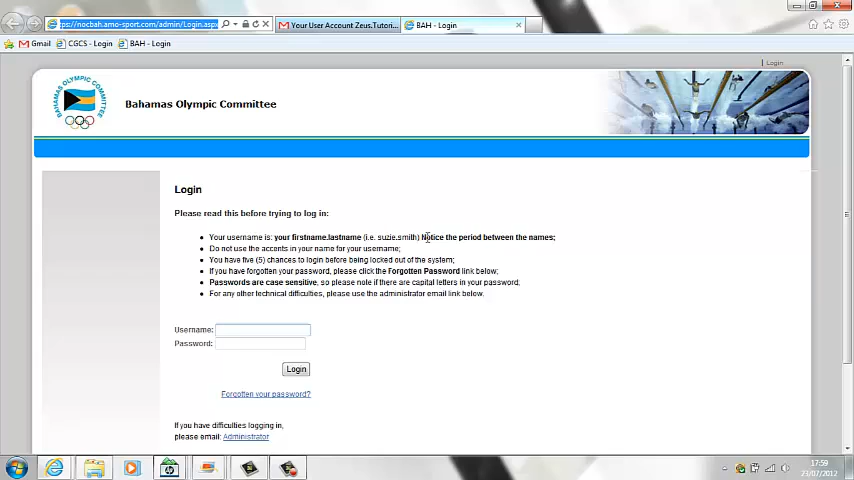 ps://nocbah.amo-sport.com/admin/Login.aspx
Your User Account Zeus.Tutori...
BAH - Login
Gmail
CGCS - Login
BAH - Login
Login
BAHAMAS OLYMPIC COMMITTEE
Bahamas Olympic Committee
Login
Please read this before trying to log in:
Your username is: your firstname.lastname (i.e. suzie.smith) Notice the period between the names;
Do not use the accents in your name for your username;
You have five (5) chances to login before being locked out of the system;
If you have forgotten your password, please click the Forgotten Password link below;
Passwords are case sensitive, so please note if there are capital letters in your password;
For any other technical difficulties, please use the administrator email link below.
Username:
Password:
Login
Forgotten your password?
If you have difficulties logging in,
please email: Administrator
17:59
23/07/2012